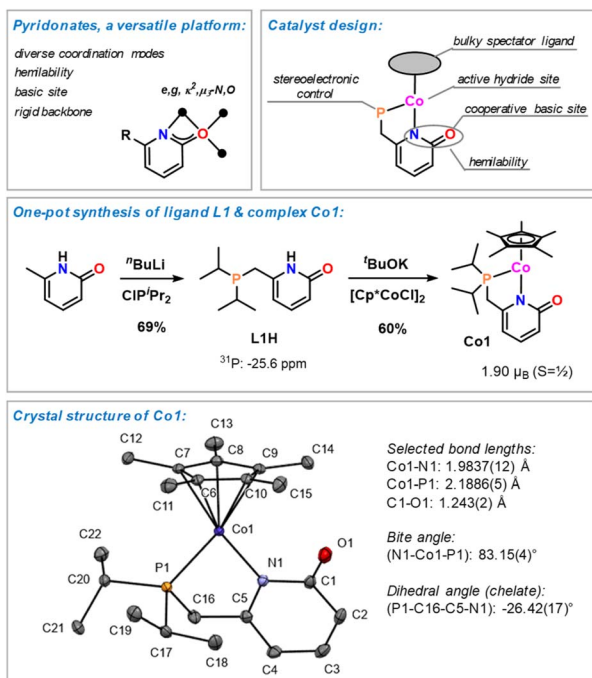 Pyridonates, a versatile platform:
diverse coordination modes
hemilability
basic site
rigid backbone
e,g, κ²,μ₃-N,O
R
N
O
Catalyst design:
bulky spectator ligand
stereoelectronic
control
active hydride site
cooperative basic site
hemilability
P
Co
N
O
One-pot synthesis of ligand L1 & complex Co1:
H
N
O
ⁿBuLi
ClPⁱPr₂
69%
P
H
N
O
L1H
³¹P: -25.6 ppm
ᵗBuOK
[Cp*CoCl]₂
60%
P
Co
N
O
Co1
1.90 μB (S=½)
Crystal structure of Co1:
C13
C12
C7
C8
C9
C14
C11
C6
C10
C15
Co1
O1
C22
P1
N1
C1
C20
C16
C5
C2
C21
C19
C17
C18
C4
C3
Selected bond lengths:
Co1-N1: 1.9837(12) Å
Co1-P1: 2.1886(5) Å
C1-O1: 1.243(2) Å
Bite angle:
(N1-Co1-P1): 83.15(4)°
Dihedral angle (chelate):
(P1-C16-C5-N1): -26.42(17)°